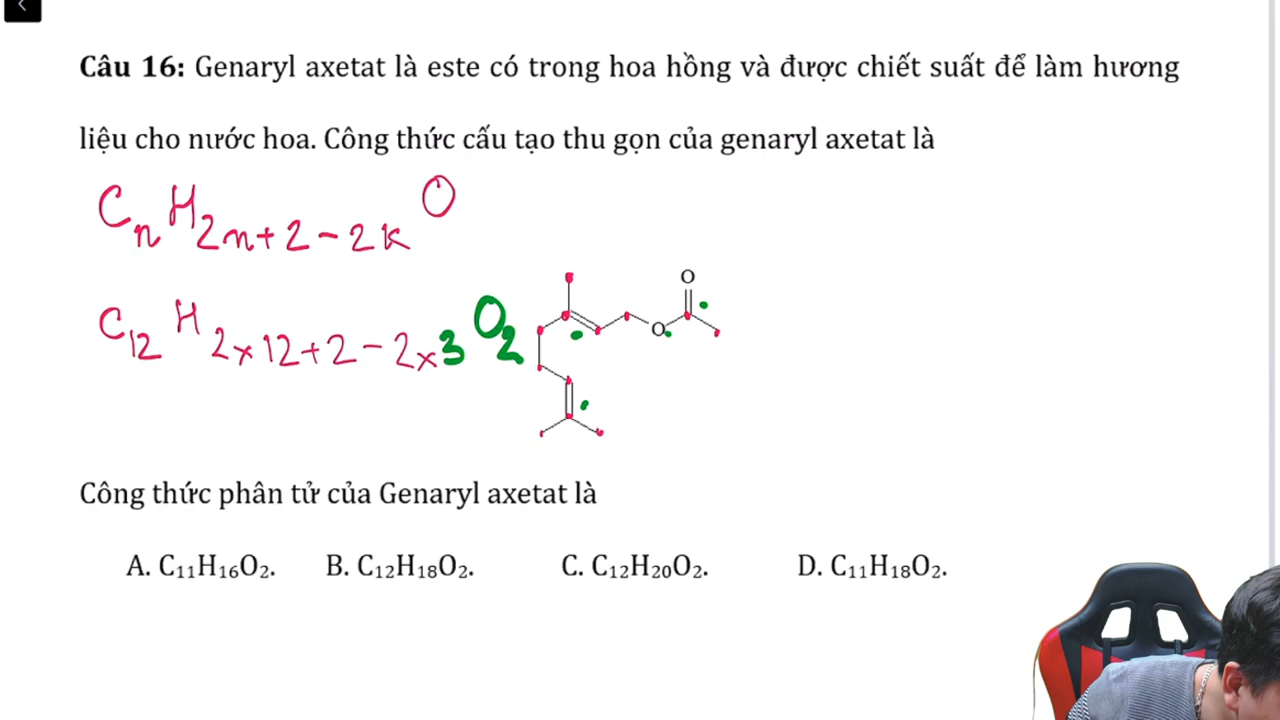 Câu 16: Genaryl axetat là este có trong hoa hồng và được chiết suất để làm hương
liệu cho nước hoa. Công thức cấu tạo thu gọn của genaryl axetat là
CnH2n+2-2kO
C12H2x12+2-2x3O2
O
O
Công thức phân tử của Genaryl axetat là
A. C₁₁H₁₆O₂. B. C₁₂H₁₈O₂. C. C₁₂H₂₀O₂. D. C₁₁H₁₈O₂.